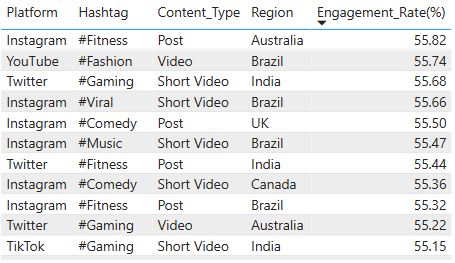 Platform Hashtag Content_Type Region Engagement_Rate(%)
Instagram #Fitness Post Australia 55.82
YouTube #Fashion Video Brazil 55.74
Twitter #Gaming Short Video India 55.68
Instagram #Viral Short Video Brazil 55.66
Instagram #Comedy Post UK 55.50
Instagram #Music Short Video Brazil 55.47
Twitter #Fitness Post India 55.44
Instagram #Comedy Short Video Canada 55.36
Instagram #Fitness Post Brazil 55.32
Twitter #Gaming Video Australia 55.22
TikTok #Gaming Short Video India 55.15